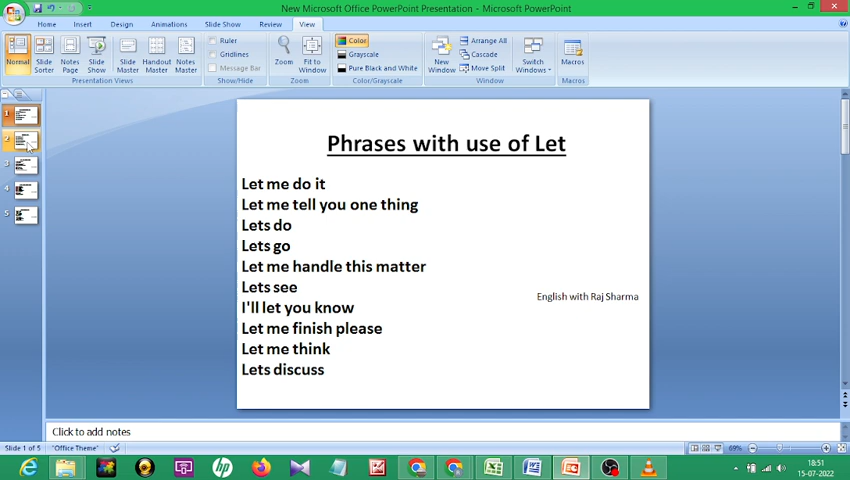 New Microsoft Office PowerPoint Presentation - Microsoft PowerPoint
Home Insert Design Animations Slide Show Review View
Normal Slide Sorter Notes Page Slide Show Slide Master Handout Master Notes Master
Presentation Views
Ruler
Gridlines
Message Bar
Show/Hide
Zoom Fit to Window
Zoom
Color
Grayscale
Pure Black and White
Color/Grayscale
New Window
Arrange All
Cascade
Move Split
Switch Windows
Window
Macros
Macros
1
2
3
4
5
Phrases with use of Let
Let me do it
Let me tell you one thing
Lets do
Lets go
Let me handle this matter
Lets see
I'll let you know
Let me finish please
Let me think
Lets discuss
English with Raj Sharma
Click to add notes
Slide 1 of 5 "Office Theme" 69%
18:51
15-07-2022